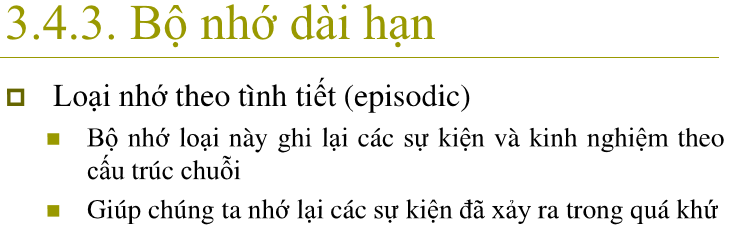 3.4.3. Bộ nhớ dài hạn
Loại nhớ theo tình tiết (episodic)
Bộ nhớ loại này ghi lại các sự kiện và kinh nghiệm theo
cấu trúc chuỗi
Giúp chúng ta nhớ lại các sự kiện đã xảy ra trong quá khứ